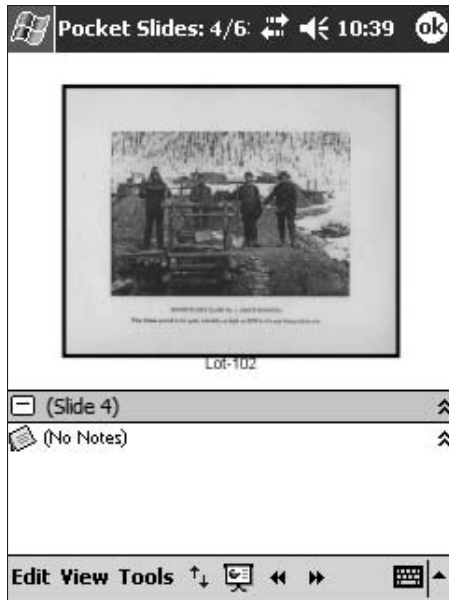 Pocket Slides: 4/6: 10:39 ok
Lot-102
(Slide 4)
(No Notes)
Edit View Tools